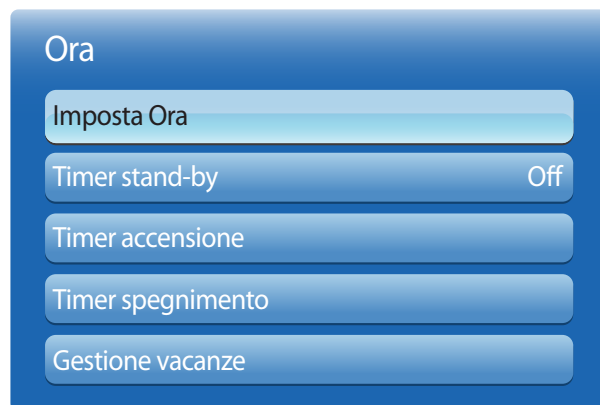 Ora
Imposta Ora
Timer stand-by Off
Timer accensione
Timer spegnimento
Gestione vacanze